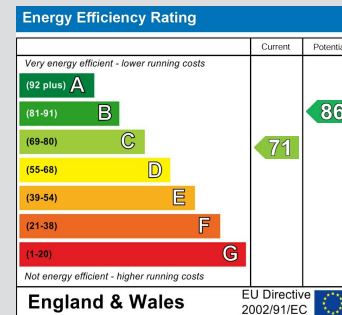 Energy Efficiency Rating
Current
Very energy efficient - lower running costs
(92 plus) A
(81-91) B
86
(69-80) C
71
(55-68) D
(39-54) E
(21-38) F
(1-20) G
Not energy efficient - higher running costs
England & Wales
EU Directive
2002/91/EC